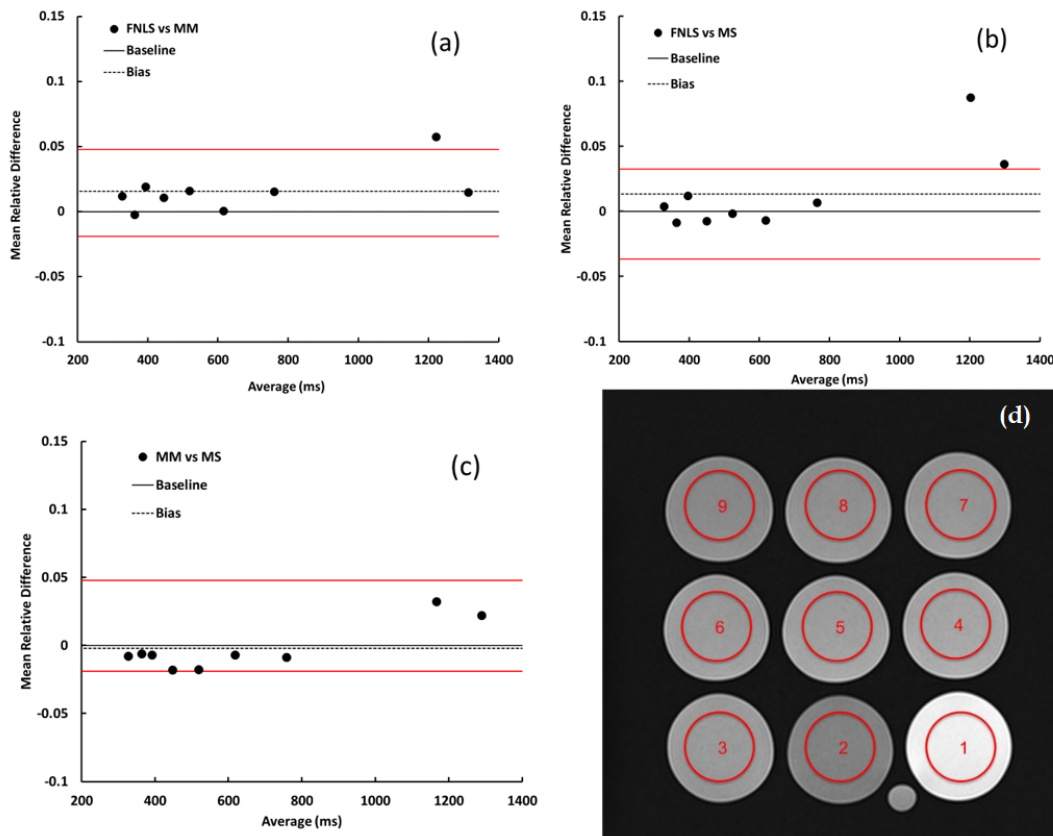 0.15
0.1
0.05
0
-0.05
-0.1
Mean Relative Difference
FNLS vs MM
Baseline
Bias
(a)
200 400 600 800 1000 1200 1400
Average (ms)
0.15
0.1
0.05
0
-0.05
-0.1
Mean Relative Difference
FNLS vs MS
Baseline
Bias
(b)
200 400 600 800 1000 1200 1400
Average (ms)
0.15
0.1
0.05
0
-0.05
-0.1
Mean Relative Difference
MM vs MS
Baseline
Bias
(c)
200 400 600 800 1000 1200 1400
Average (ms)
(d)
9 8 7
6 5 4
3 2 1